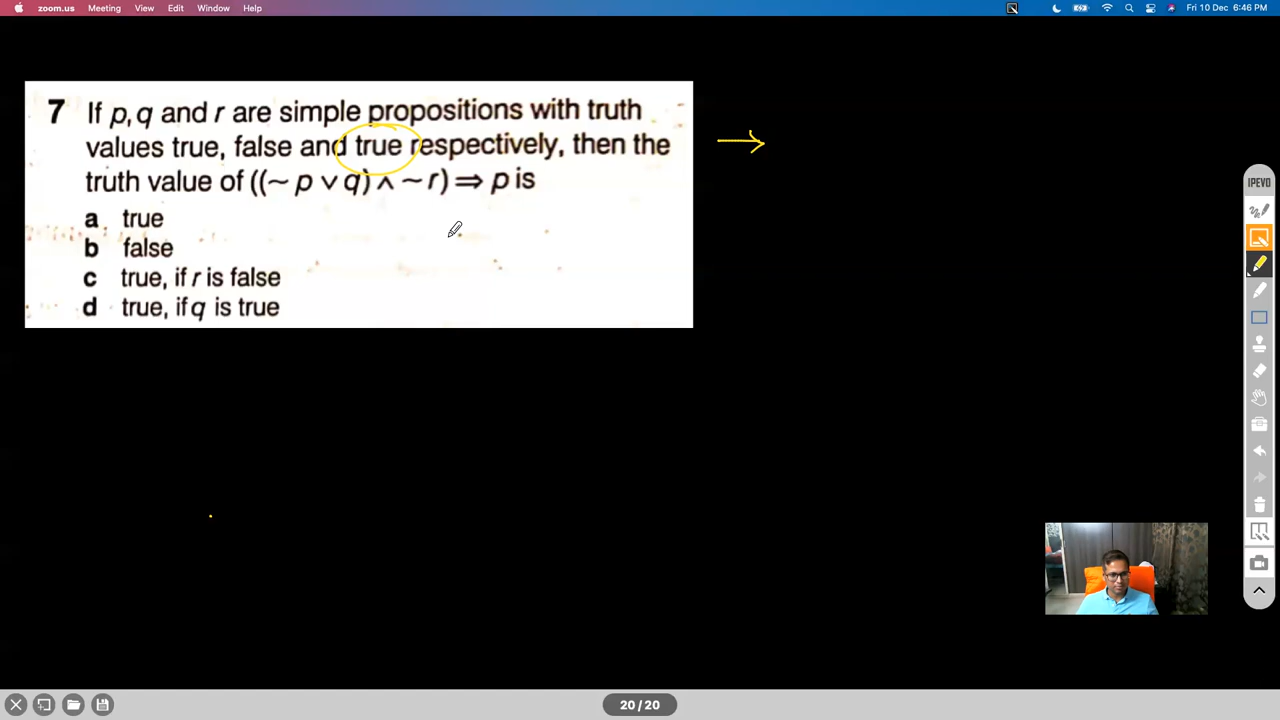 zoom.us Meeting View Edit Window Help Fri 10 Dec 6:46 PM
7 If p, q and r are simple propositions with truth
values true, false and true respectively, then the
truth value of ((~ p ∨ q) ∧ ~ r) ⇒ p is
a true
b false
c true, if r is false
d true, if q is true
IPEVO
20 / 20